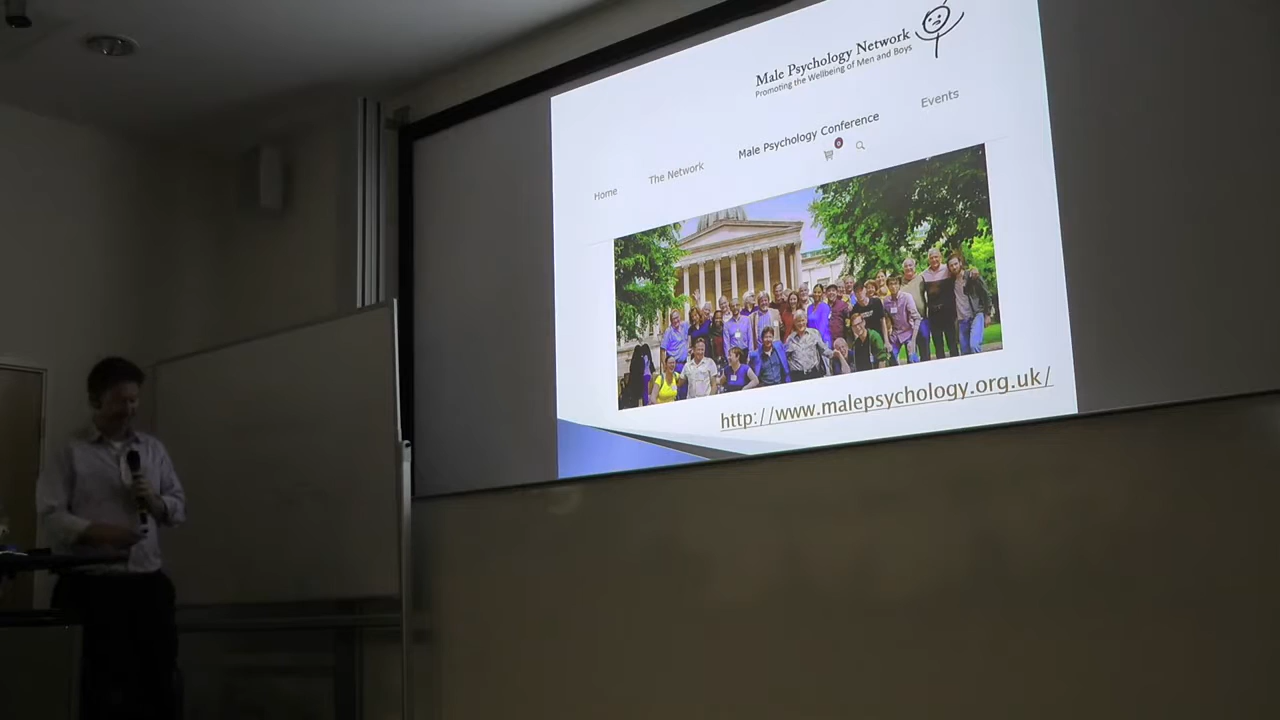 Male Psychology Network
Promoting the Wellbeing of Men and Boys
Home
The Network
Male Psychology Conference
Events
0
http://www.malepsychology.org.uk/